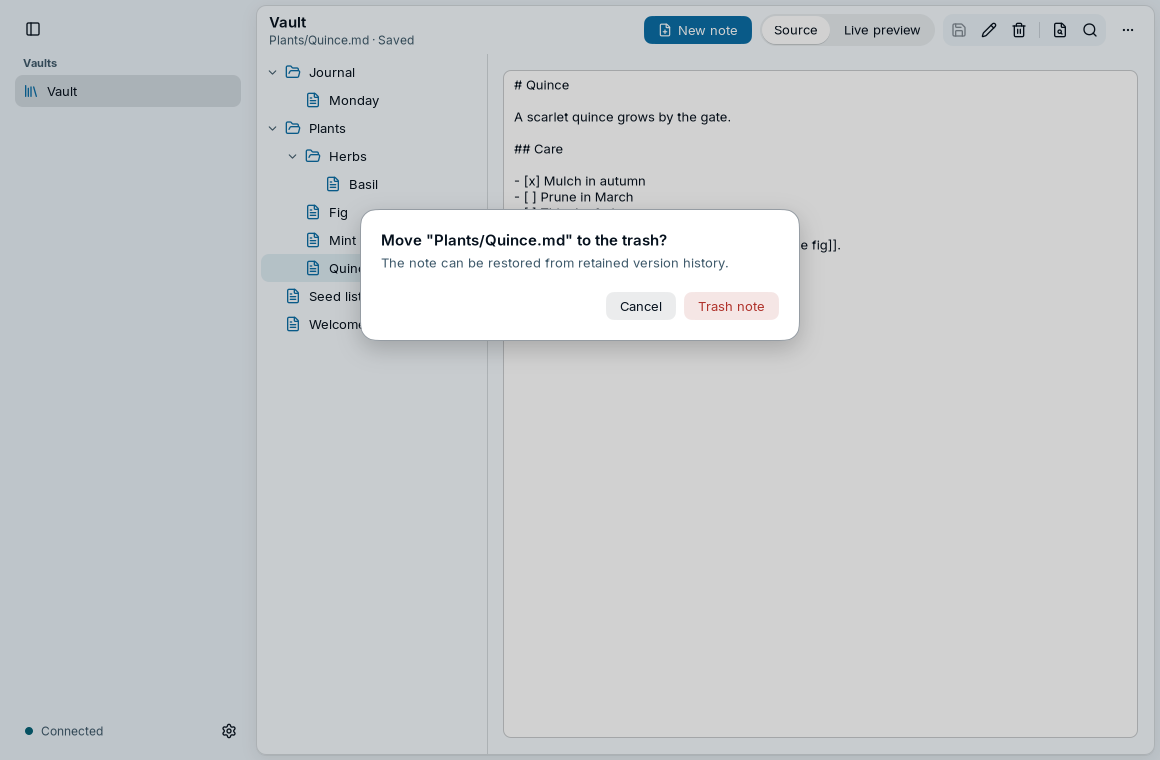 Vault
Plants/Quince.md · Saved
New note
Source
Live preview
Vaults
Vault
Journal
Monday
Plants
Herbs
Basil
Fig
Mint
Seed list
Welcome
# Quince
A scarlet quince grows by the gate.
## Care
- [x] Mulch in autumn
- [ ] Prune in March
fig]].
Move "Plants/Quince.md" to the trash?
The note can be restored from retained version history.
Cancel
Trash note
Connected